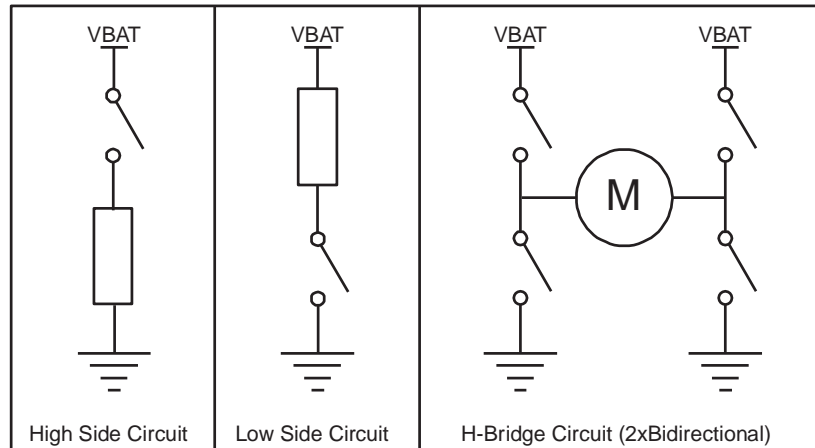 VBAT
High Side Circuit
VBAT
Low Side Circuit
VBAT
VBAT
M
H-Bridge Circuit (2xBidirectional)